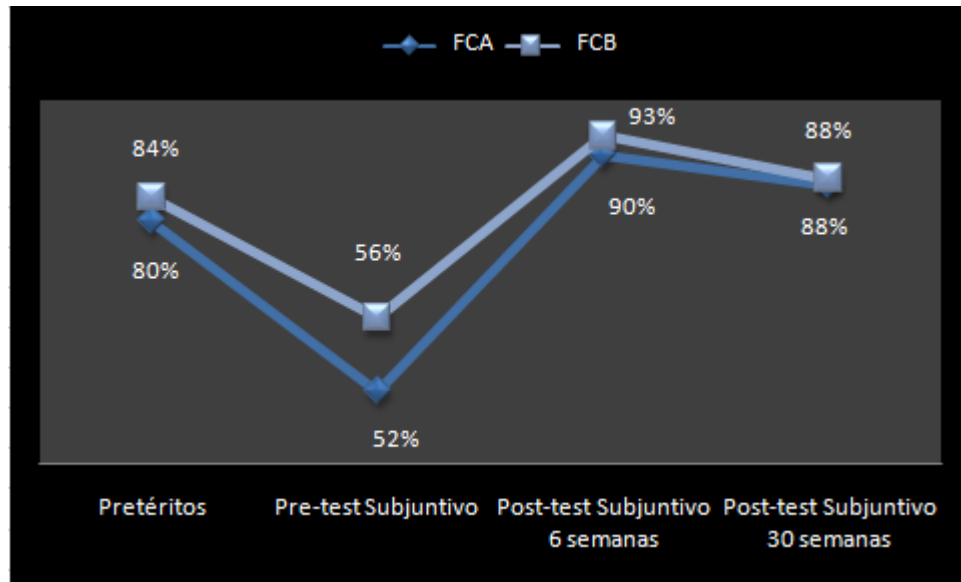 FCA FCB
84%
80%
56%
52%
93%
90%
88%
88%
Pretéritos
Pre-test Subjuntivo
Post-test Subjuntivo
6 semanas
Post-test Subjuntivo
30 semanas